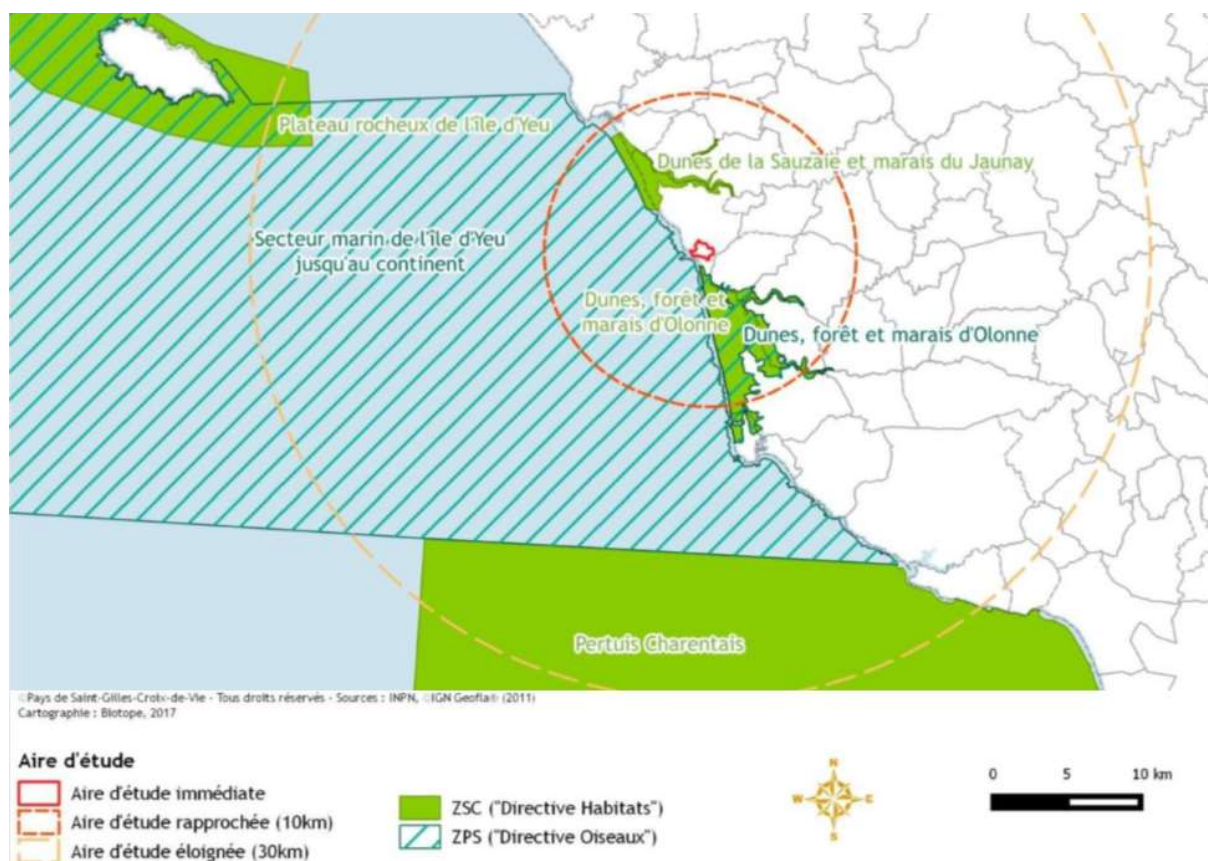 Plateau rocheux de l'île d'Yeu
Dunes de la Sauzaie et marais du Jaunay
Secteur marin de l'île d'Yeu
jusqu'au continent
Dunes, forêt et
marais d'Olonne
Dunes, forêt et marais d'Olonne
Pertuis Charentais
©Pays de Saint-Gilles-Croix-de-Vie - Tous droits réservés - Sources : INPN, ©IGN Geofla® (2011)
Cartographie : Biotope, 2017
Aire d'étude
Aire d'étude immédiate
Aire d'étude rapprochée (10km)
Aire d'étude éloignée (30km)
ZSC ("Directive Habitats")
ZPS ("Directive Oiseaux")
N
W E
S
0 5 10 km